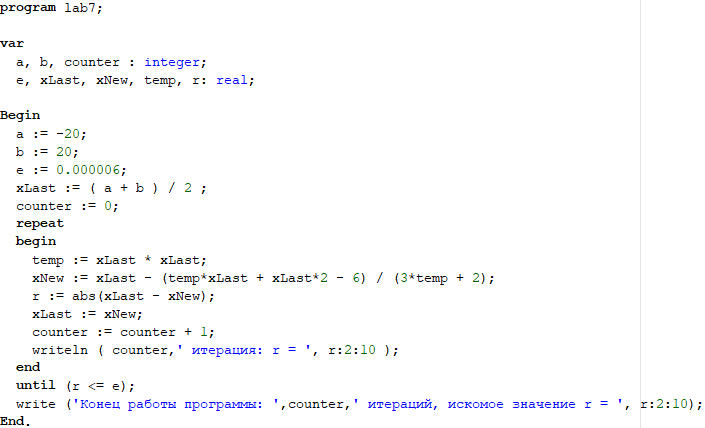 program lab7;
var
a, b, counter : integer;
e, xLast, xNew, temp, r: real;
Begin
a := -20;
b := 20;
e := 0.000006;
xLast := ( a + b ) / 2 ;
counter := 0;
repeat
begin
temp := xLast * xLast;
xNew := xLast - (temp*xLast + xLast*2 - 6) / (3*temp + 2);
r := abs(xLast - xNew);
xLast := xNew;
counter := counter + 1;
writeln ( counter,' итерация: r = ', r:2:10 );
end
until (r <= e);
write ('Конец работы программы: ',counter,' итераций, искомое значение r = ', r:2:10);
End.